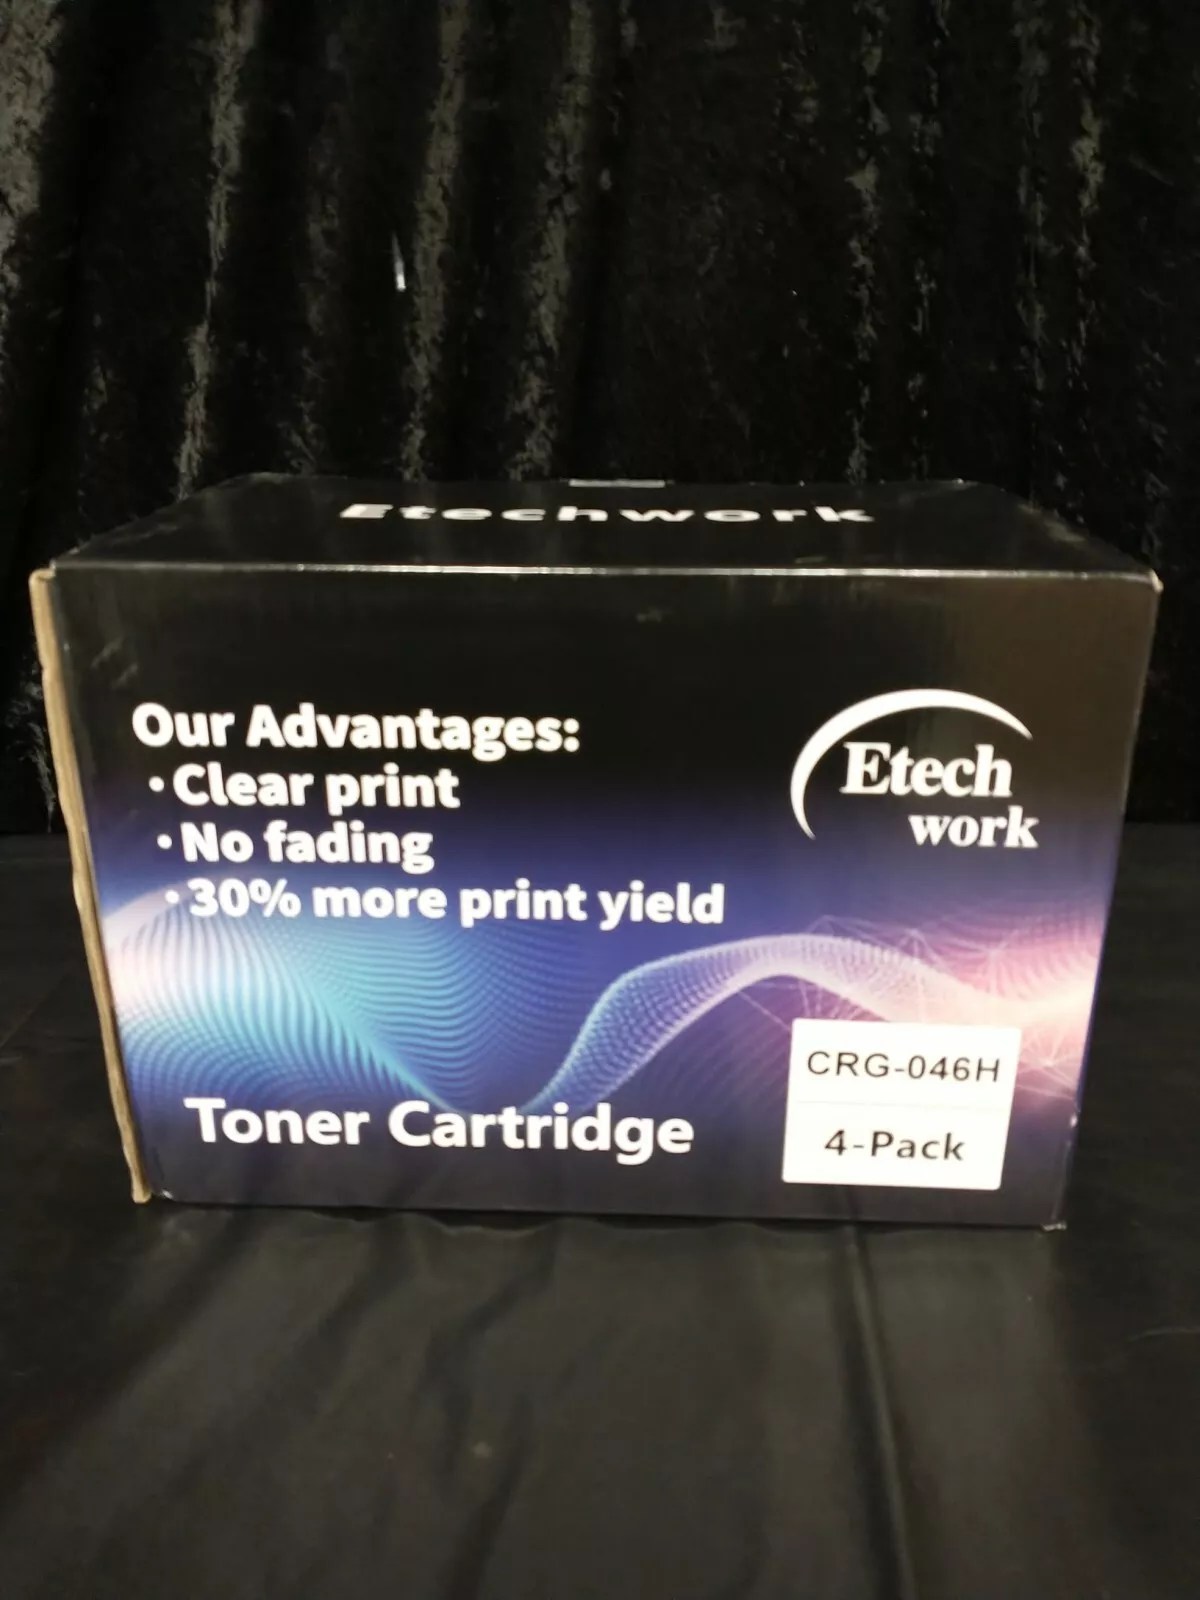 Etechwork
Our Advantages:
· Clear print
· No fading
· 30% more print yield
Etech
work
Toner Cartridge
CRG-046H
4-Pack